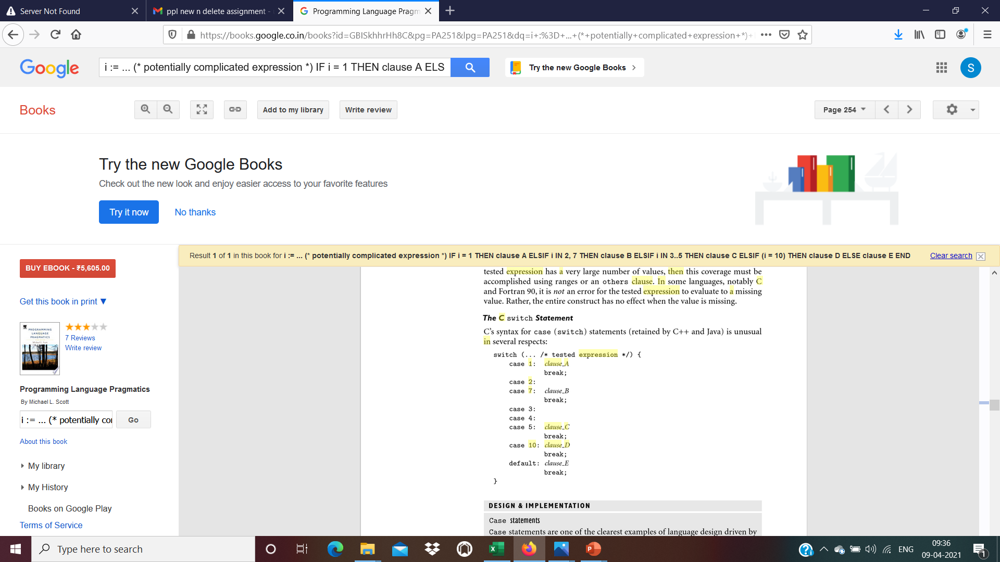 Server Not Found
ppl new n delete assignment -
Programming Language Pragm
https://books.google.co.in/books?id=GBISkhhrHh8C&pg=PA251&lpg=PA251&dq=i+:%3D+...+(*+potentially+complicated+expression+*)+
Google
i := ... (* potentially complicated expression *) IF i = 1 THEN clause A ELS
Try the new Google Books
S
Books
Add to my library
Write review
Page 254
Try the new Google Books
Check out the new look and enjoy easier access to your favorite features
Try it now
No thanks
BUY EBOOK - ₹5,605.00
Get this book in print ▼
PROGRAMMING LANGUAGE PRAGMATICS
Michael L. Scott
7 Reviews
Write review
Programming Language Pragmatics
By Michael L. Scott
i := ... (* potentially co
Go
About this book
My library
My History
Books on Google Play
Terms of Service
Result 1 of 1 in this book for i := ... (* potentially complicated expression *) IF i = 1 THEN clause A ELSIF i IN 2, 7 THEN clause B ELSIF i IN 3..5 THEN clause C ELSIF (i = 10) THEN clause D ELSE clause E END
Clear search
tested expression has a very large number of values, then this coverage must be
accomplished using ranges or an others clause. In some languages, notably C
and Fortran 90, it is not an error for the tested expression to evaluate to a missing
value. Rather, the entire construct has no effect when the value is missing.
The C switch Statement
C's syntax for case (switch) statements (retained by C++ and Java) is unusual
in several respects:
switch (... /* tested expression */) {
case 1: clause_A
break;
case 2:
case 7: clause_B
break;
case 3:
case 4:
case 5: clause_C
break;
case 10: clause_D
break;
default: clause_E
break;
}
DESIGN & IMPLEMENTATION
Case statements
Case statements are one of the clearest examples of language design driven by
Type here to search
ENG
09:36
09-04-2021
1